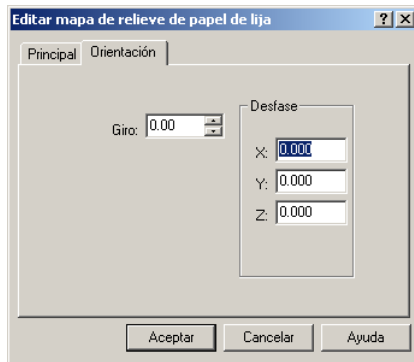 Editar mapa de relieve de papel de lija
Principal Orientación
Giro: 0.00
Desfase
X: 0.000
Y: 0.000
Z: 0.000
Aceptar Cancelar Ayuda